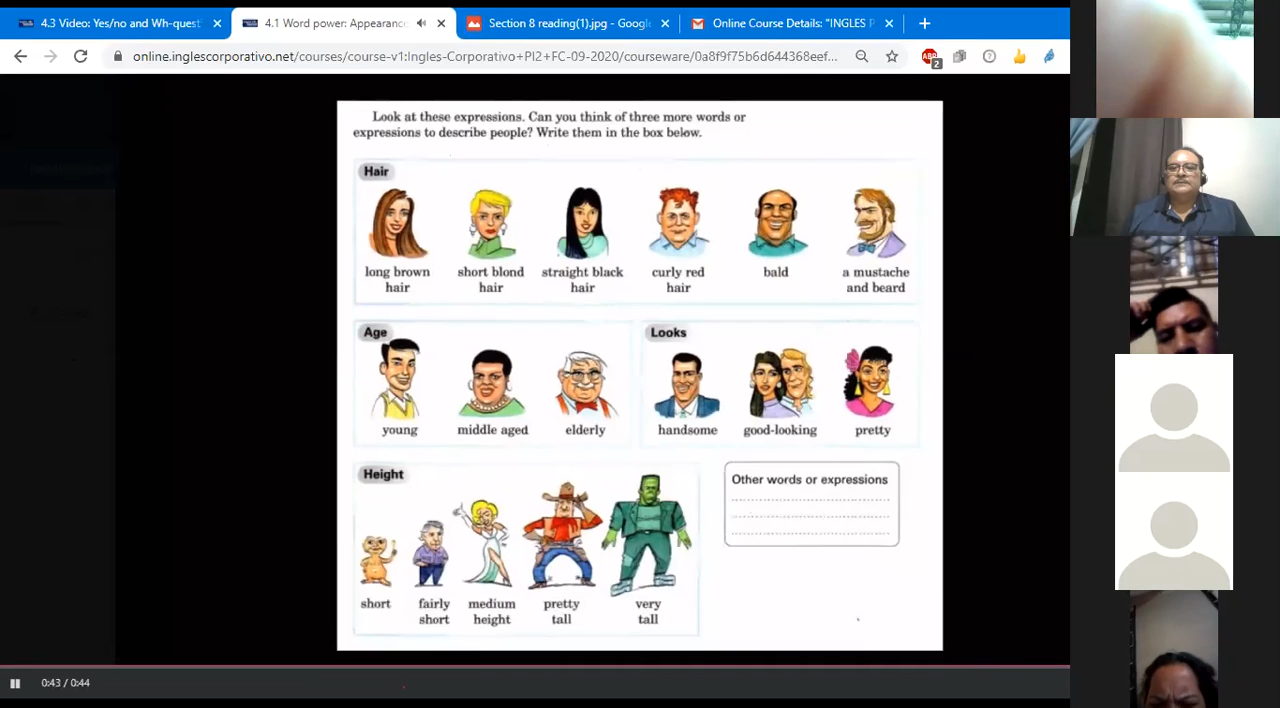 4.3 Video: Yes/no and Wh-quest
4.1 Word power: Appearance
Section 8 reading(1).jpg - Googl
Online Course Details: "INGLES P
online.inglescorporativo.net/courses/course-v1:Ingles-Corporativo+PI2+FC-09-2020/courseware/0a8f9f75b6d644368eef...
ABP
2
Look at these expressions. Can you think of three more words or
expressions to describe people? Write them in the box below.
Hair
long brown
hair
short blond
hair
straight black
hair
curly red
hair
bald
a mustache
and beard
Age
young
middle aged
elderly
Looks
handsome
good-looking
pretty
Height
short
fairly
short
medium
height
pretty
tall
very
tall
Other words or expressions
0:43 / 0:44